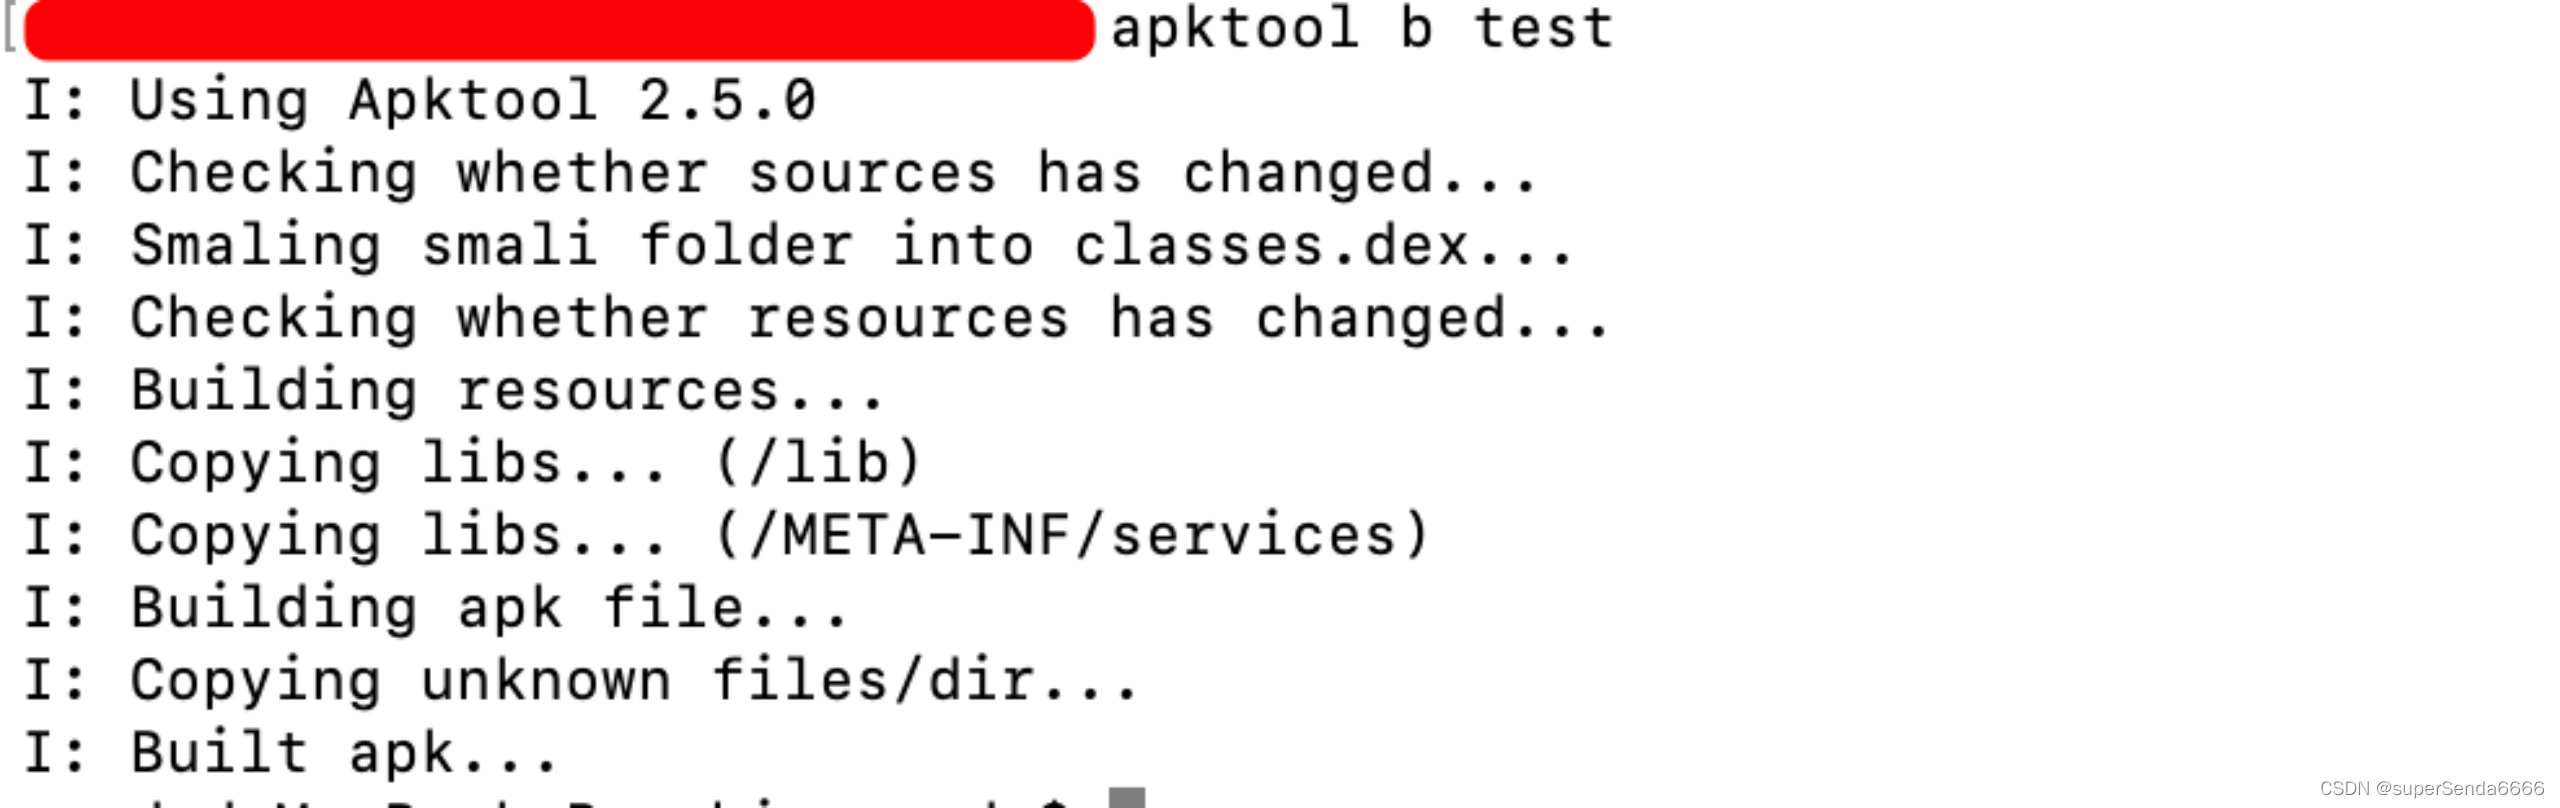 [ apktool b test
I: Using Apktool 2.5.0
I: Checking whether sources has changed...
I: Smaling smali folder into classes.dex...
I: Checking whether resources has changed...
I: Building resources...
I: Copying libs... (/lib)
I: Copying libs... (/META-INF/services)
I: Building apk file...
I: Copying unknown files/dir...
I: Built apk...
CSDN @superSenda6666